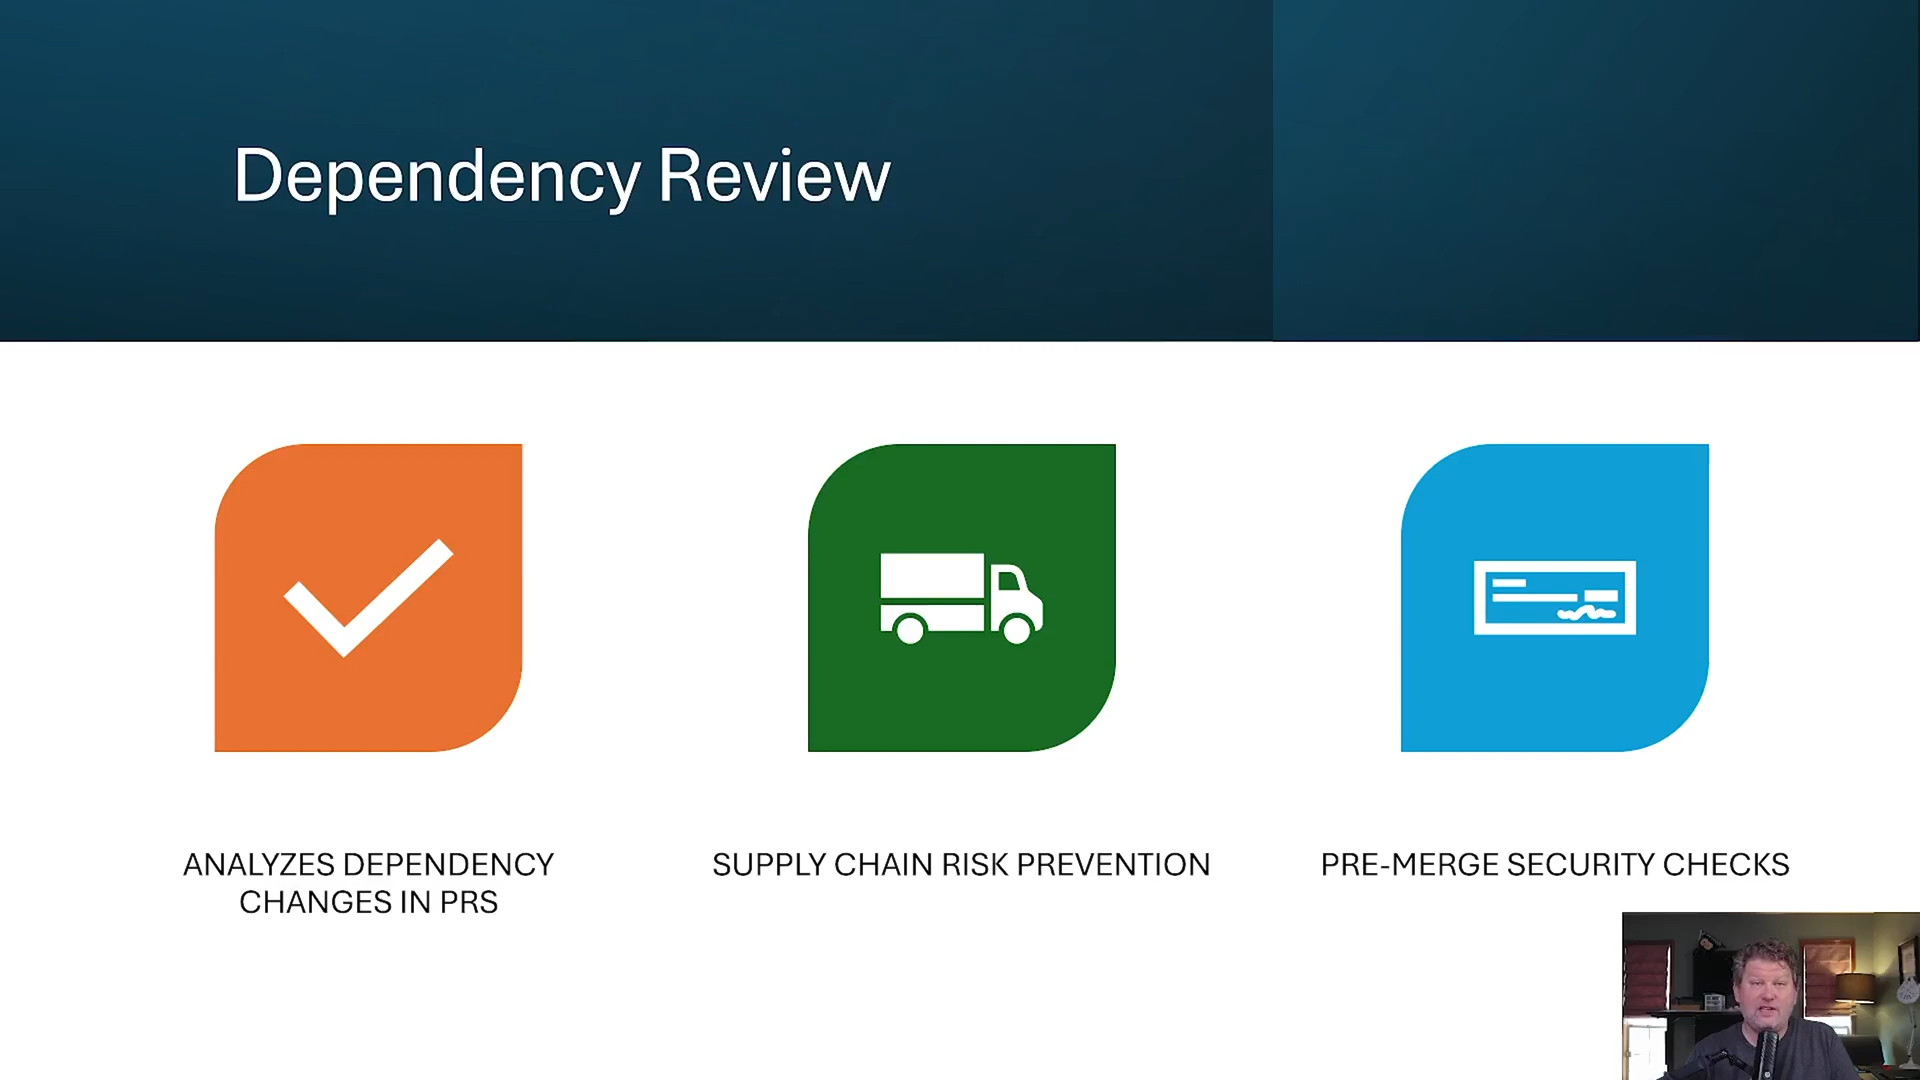 Dependency Review
ANALYZES DEPENDENCY
CHANGES IN PRS
SUPPLY CHAIN RISK PREVENTION
PRE-MERGE SECURITY CHECKS